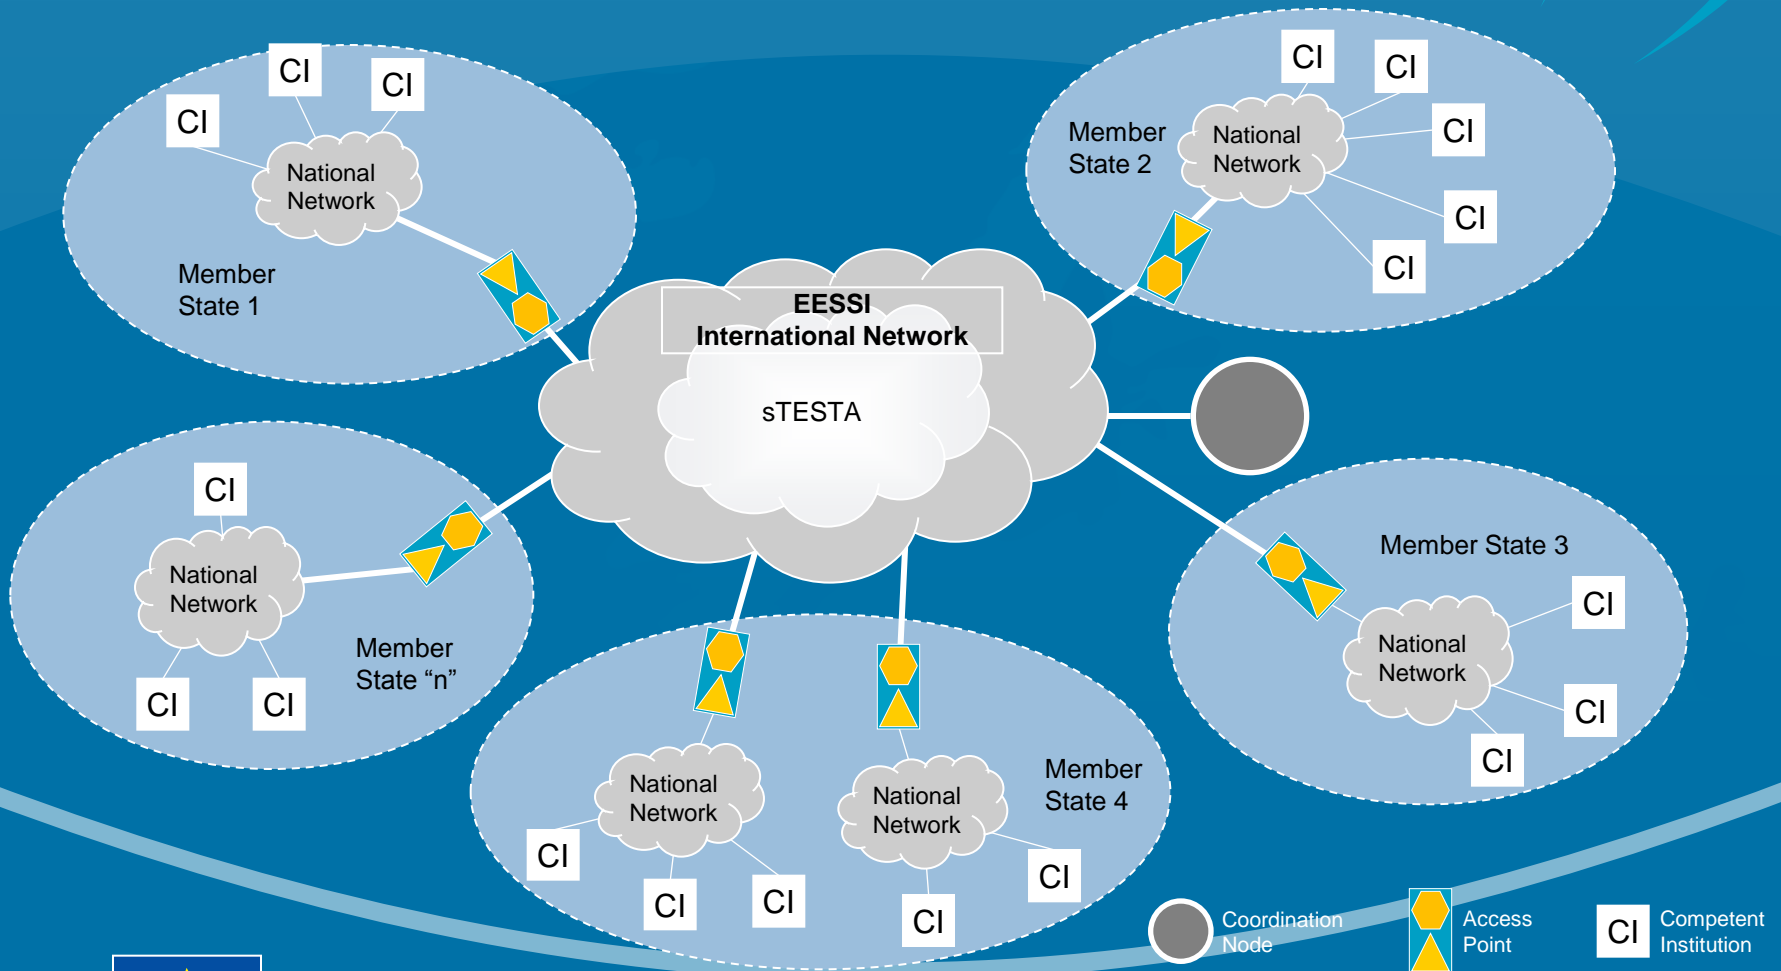 CI
CI
CI
National
Network
Member
State 1
CI
CI
CI
CI
CI
Member
State 2
National
Network
EESSI
International Network
sTESTA
CI
National
Network
Member
State “n”
CI
CI
Member State 3
CI
National
Network
CI
CI
National
Network
CI
CI
CI
National
Network
Member
State 4
CI
CI
Coordination
Node
Access
Point
CI
Competent
Institution